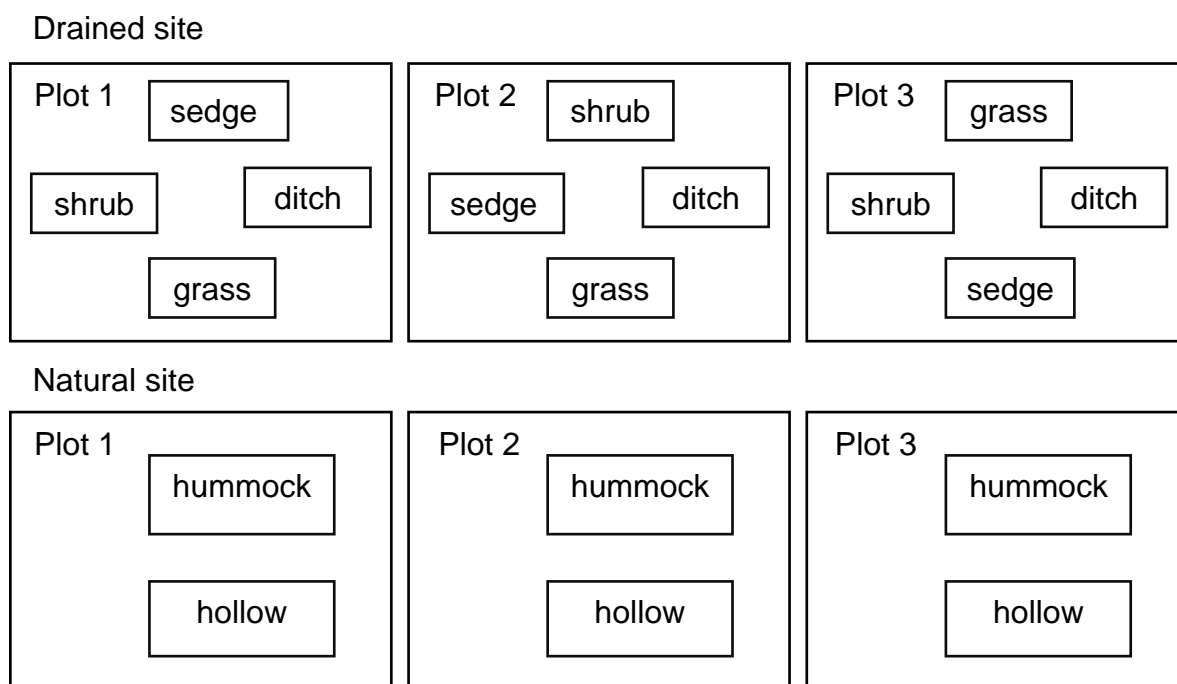 Drained site
Plot 1
sedge
shrub
ditch
grass
Plot 2
shrub
sedge
ditch
grass
Plot 3
grass
shrub
ditch
sedge
Natural site
Plot 1
hummock
hollow
Plot 2
hummock
hollow
Plot 3
hummock
hollow